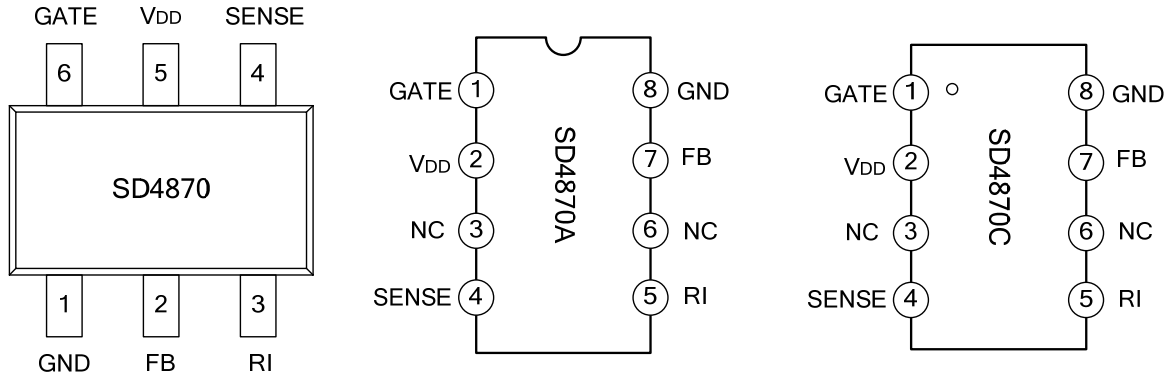 GATE VDD SENSE
6 5 4
SD4870
1 2 3
GND FB RI
GATE 1 8 GND
VDD 2 7 FB
NC 3 6 NC
SENSE 4 5 RI
SD4870A
GATE 1 8 GND
VDD 2 7 FB
NC 3 6 NC
SENSE 4 5 RI
SD4870C